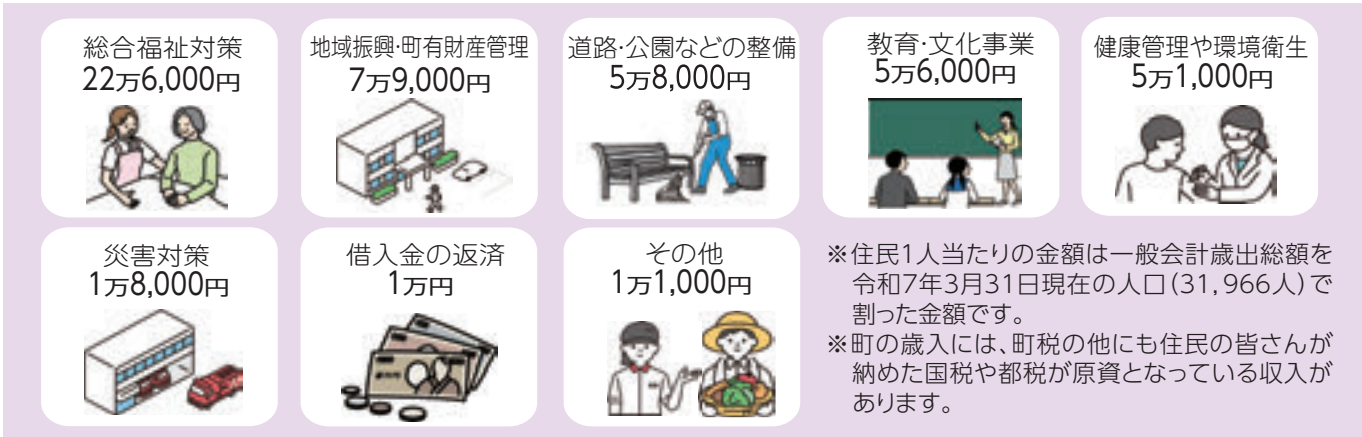 総合福祉対策
22万6,000円
地域振興・町有財産管理
7万9,000円
道路・公園などの整備
5万8,000円
教育・文化事業
5万6,000円
健康管理や環境衛生
5万1,000円
災害対策
1万8,000円
借入金の返済
1万円
その他
1万1,000円
※住民1人当たりの金額は一般会計歳出総額を
令和7年3月31日現在の人口(31,966人)で
割った金額です。
※町の歳入には、町税の他にも住民の皆さんが
納めた国税や都税が原資となっている収入が
あります。